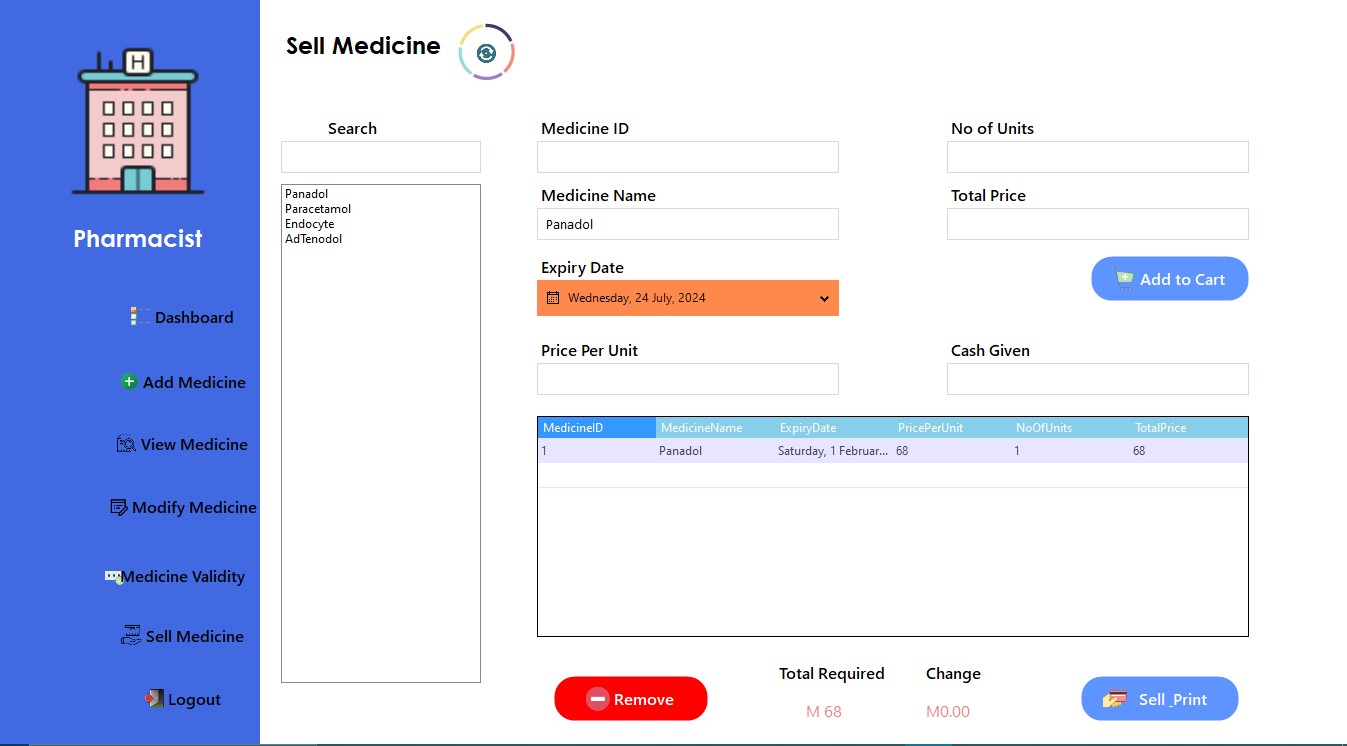 H
Pharmacist
Dashboard
Add Medicine
View Medicine
Modify Medicine
Medicine Validity
Sell Medicine
Logout
Sell Medicine
Search
Panadol
Paracetamol
Endocyte
AdTenodol
Medicine ID
No of Units
Medicine Name
Total Price
Panadol
Expiry Date
Wednesday, 24 July, 2024
Add to Cart
Price Per Unit
Cash Given
MedicineID MedicineName ExpiryDate PricePerUnit NoOfUnits TotalPrice
1 Panadol Saturday, 1 Februar... 68 1 68
Remove
Total Required Change
M 68 M0.00
Sell _Print